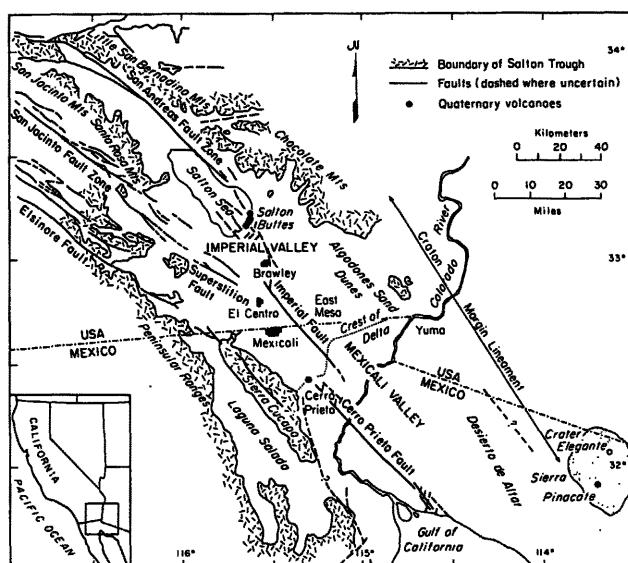 34°
Boundary of Salton Trough
Faults (dashed where uncertain)
Quaternary volcanoes
Kilometers
0 20 40
0 10 20 30
Miles
N
Little San Bernadino Mts
San Andreas Fault Zone
San Jacinto Mts
Santa Rosa Mts
San Jacinto Fault Zone
Chocolate Mts
Salton Sea
Salton
Buttes
Elsinore Fault
IMPERIAL VALLEY
Brawley
Superstition
Fault
El Centro
Imperial Fault
East
Mesa
Algodones Sand
Dunes
Colorado River
Craton Margin Lineament
33°
USA
MEXICO
Mexicali
Crest of
Delta
Yuma
USA
MEXICO
Peninsular Ranges
Sierra Cucapa
Laguna Salada
Cerro
Prieto
Cerro Prieto Fault
MEXICALI VALLEY
Desierto de Altar
?
?
Crater
Elegante
32°
Sierra
Pinacate
Gulf of
California
CALIFORNIA
PACIFIC OCEAN
116°
115°
114°